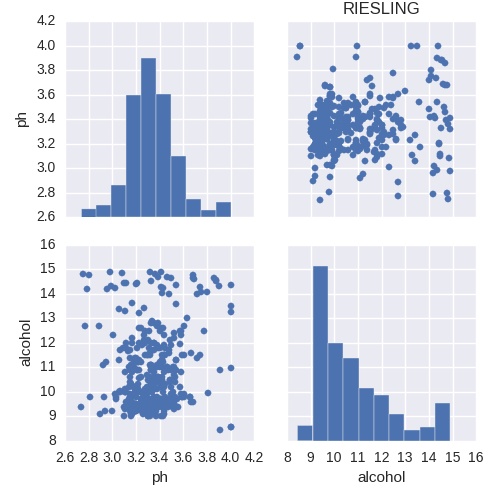 RIESLING
4.2
4.0
3.8
3.6
3.4
3.2
3.0
2.8
2.6
ph
16
15
14
13
12
11
10
9
8
alcohol
2.6 2.8 3.0 3.2 3.4 3.6 3.8 4.0 4.2
8 9 10 11 12 13 14 15 16
ph
alcohol